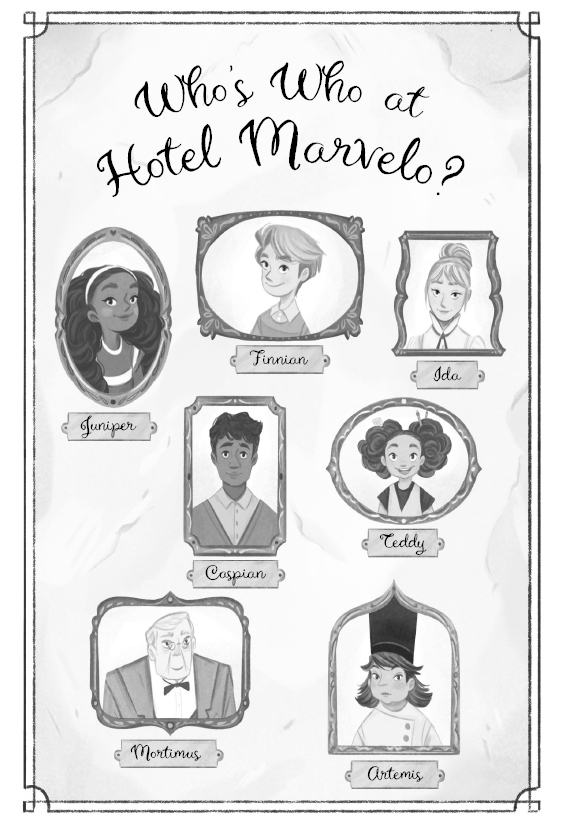 Who's Who at
Hotel Marvelo?
Finnian
Ida
Juniper
Teddy
Caspian
Mortimus
Artemis